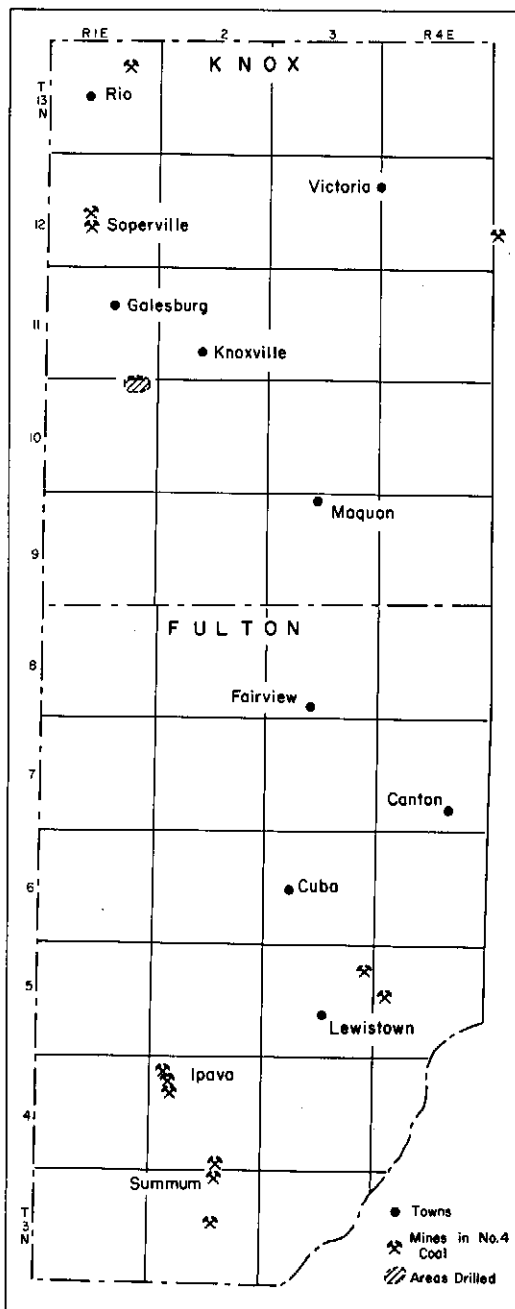 R1E 2 3 R4E
KNOX
T
13
N
Rio
Victoria
12
Soperville
Galesburg
11
Knoxville
10
Maquon
9
FULTON
8
Fairview
7
Canton
6
Cuba
5
Lewistown
Ipava
4
Summum
T
3
N
Towns
Mines in No.4
Coal
Areas Drilled